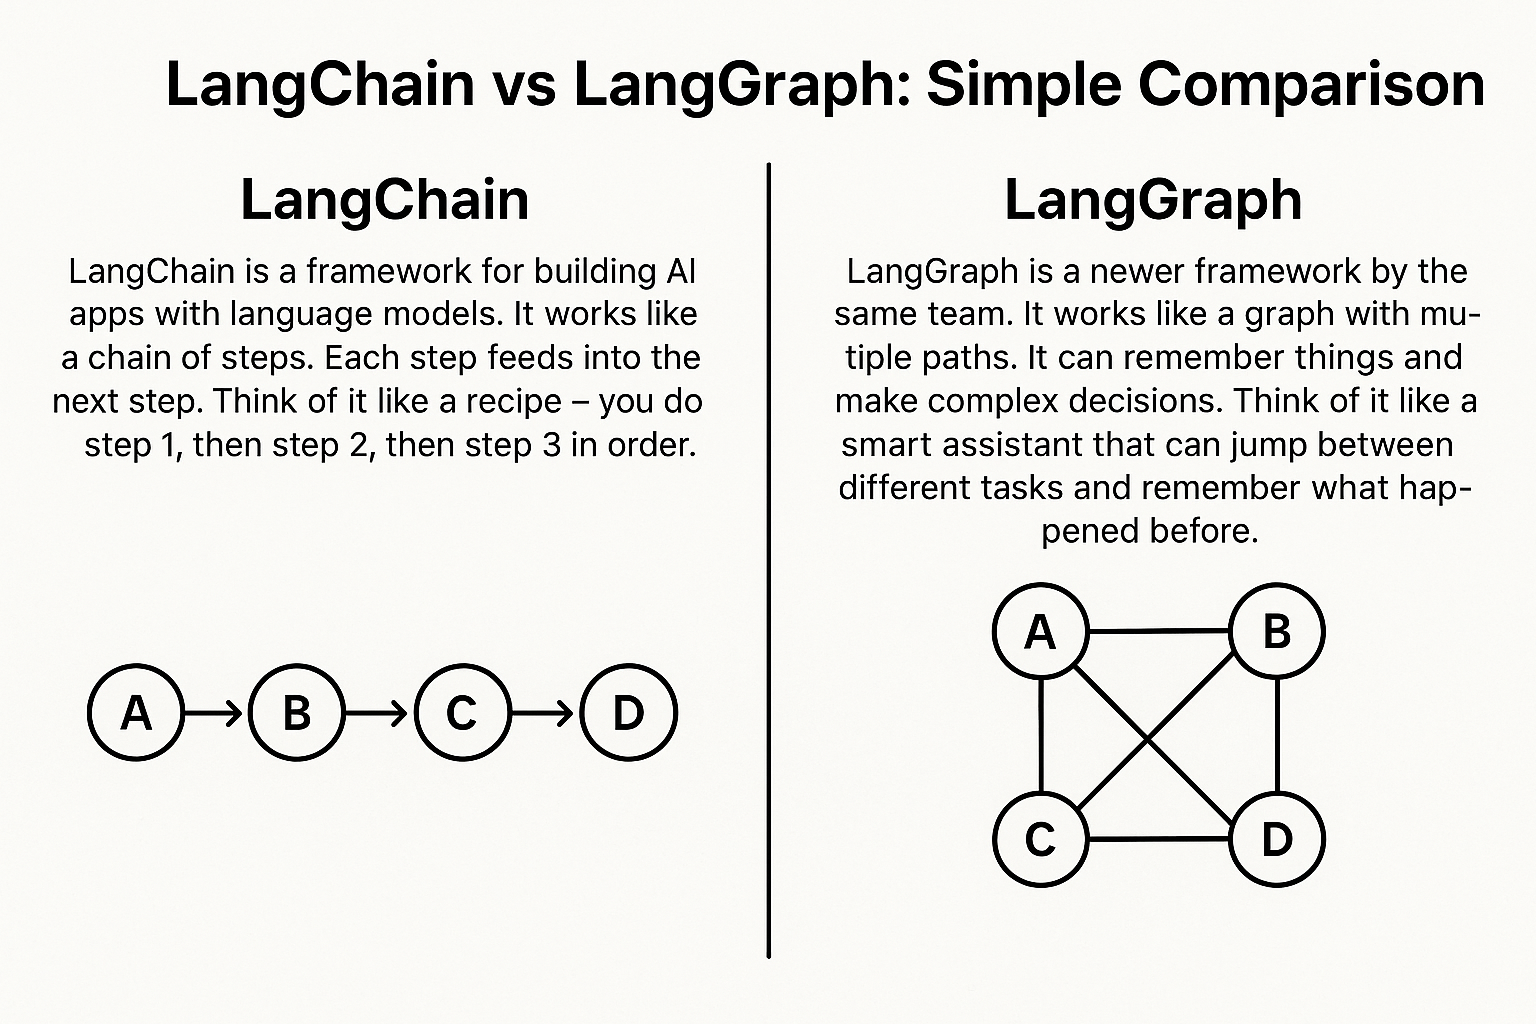 LangChain vs LangGraph: Simple Comparison
LangChain
LangChain is a framework for building AI
apps with language models. It works like
a chain of steps. Each step feeds into the
next step. Think of it like a recipe – you do
step 1, then step 2, then step 3 in order.
A
B
C
D
LangGraph
LangGraph is a newer framework by the
same team. It works like a graph with mu-
tiple paths. It can remember things and
make complex decisions. Think of it like a
smart assistant that can jump between
different tasks and remember what hap-
pened before.
A
B
C
D